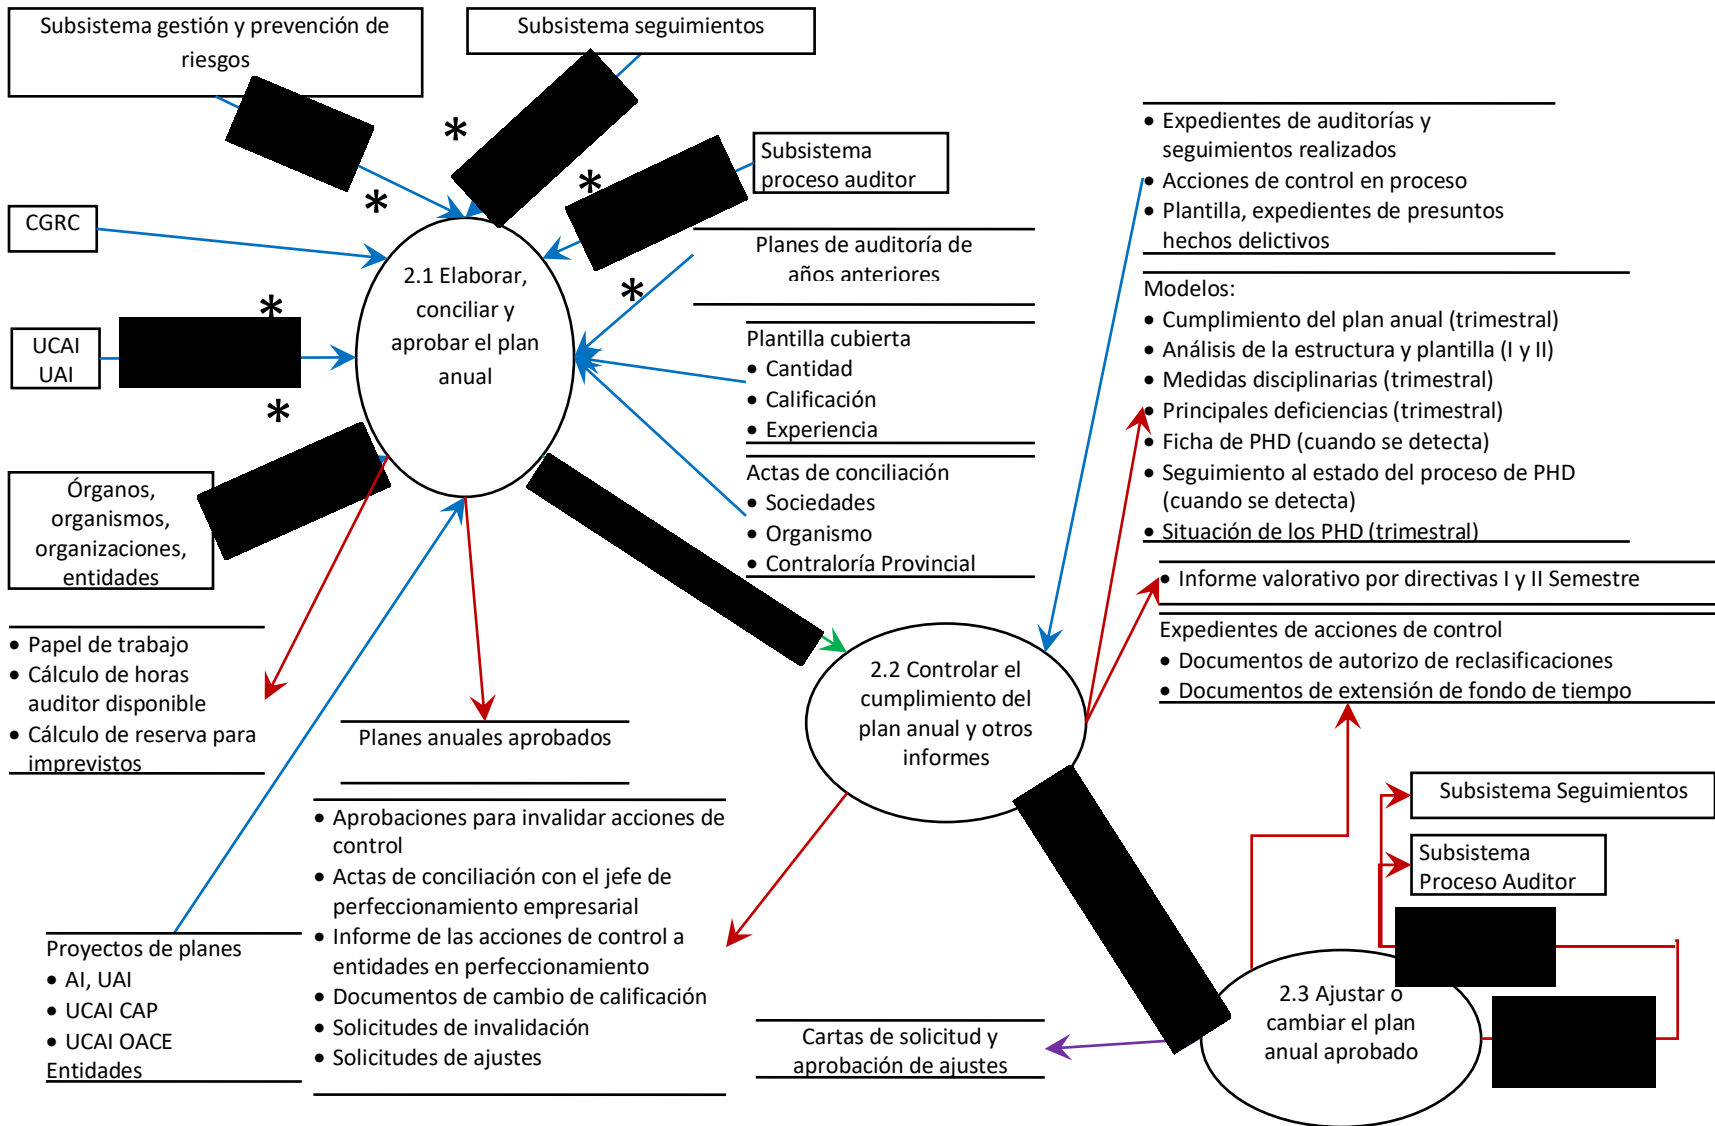 Subsistema gestión y prevención de
riesgos
Subsistema seguimientos
*
*
*
Subsistema
proceso auditor
CGRC
*
UCAI
UAI
*
*
Órganos,
organismos,
organizaciones,
entidades
2.1 Elaborar,
conciliar y
aprobar el plan
anual
Planes de auditoría de
años anteriores
Plantilla cubierta
• Cantidad
• Calificación
• Experiencia
Actas de conciliación
• Sociedades
• Organismo
• Contraloría Provincial
• Expedientes de auditorías y
seguimientos realizados
• Acciones de control en proceso
• Plantilla, expedientes de presuntos
hechos delictivos
Modelos:
• Cumplimiento del plan anual (trimestral)
• Análisis de la estructura y plantilla (I y II)
• Medidas disciplinarias (trimestral)
• Principales deficiencias (trimestral)
• Ficha de PHD (cuando se detecta)
• Seguimiento al estado del proceso de PHD
(cuando se detecta)
• Situación de los PHD (trimestral)
• Informe valorativo por directivas I y II Semestre
Expedientes de acciones de control
• Documentos de autorizo de reclasificaciones
• Documentos de extensión de fondo de tiempo
• Papel de trabajo
• Cálculo de horas
auditor disponible
• Cálculo de reserva para
imprevistos
Planes anuales aprobados
2.2 Controlar el
cumplimiento del
plan anual y otros
informes
• Aprobaciones para invalidar acciones de
control
• Actas de conciliación con el jefe de
perfeccionamiento empresarial
• Informe de las acciones de control a
entidades en perfeccionamiento
• Documentos de cambio de calificación
• Solicitudes de invalidación
• Solicitudes de ajustes
Proyectos de planes
• AI, UAI
• UCAI CAP
• UCAI OACE
Entidades
Subsistema Seguimientos
Subsistema
Proceso Auditor
2.3 Ajustar o
cambiar el plan
anual aprobado
Cartas de solicitud y
aprobación de ajustes